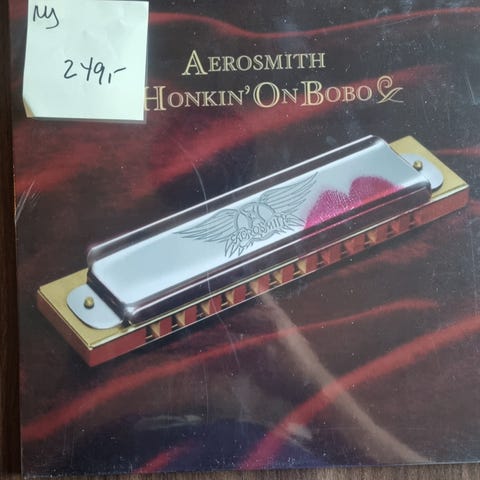 Ny
249,-
AEROSMITH
HONKIN' ON BOBO
AEROSMITH